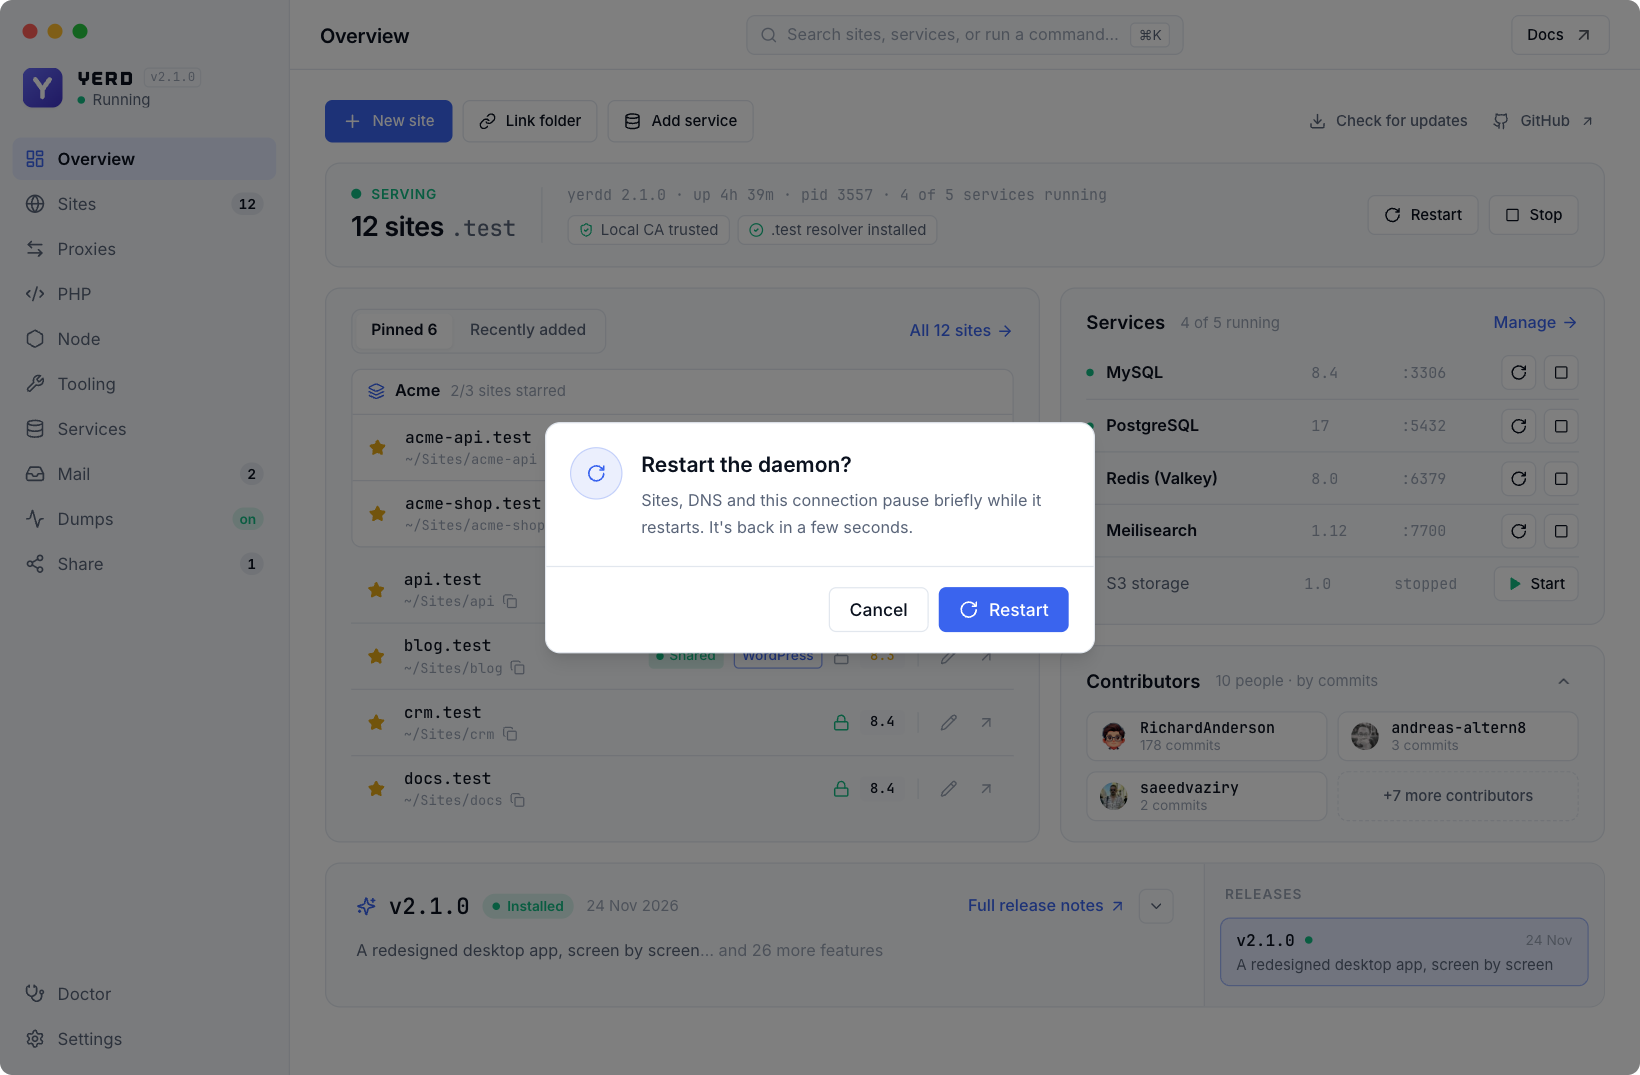 Overview
Search sites, services, or run a command...
⌘K
Docs
YERD
v2.1.0
Running
Overview
Sites
12
Proxies
PHP
Node
Tooling
Services
Mail
2
Dumps
on
Share
1
Doctor
Settings
New site
Link folder
Add service
Check for updates
GitHub
SERVING
12 sites .test
yerdd 2.1.0 · up 4h 39m · pid 3557 · 4 of 5 services running
Local CA trusted
.test resolver installed
Restart
Stop
Pinned 6
Recently added
All 12 sites →
Acme 2/3 sites starred
acme-api.test
~/Sites/acme-api
acme-shop.test
~/Sites/acme-shop
api.test
~/Sites/api
blog.test
~/Sites/blog
Shared
WordPress
8.3
crm.test
~/Sites/crm
8.4
docs.test
~/Sites/docs
8.4
Services 4 of 5 running
Manage →
MySQL 8.4 :3306
PostgreSQL 17 :5432
Redis (Valkey) 8.0 :6379
Meilisearch 1.12 :7700
S3 storage 1.0 stopped Start
Contributors 10 people · by commits
RichardAnderson
178 commits
andreas-altern8
3 commits
saeedvaziry
2 commits
+7 more contributors
Restart the daemon?
Sites, DNS and this connection pause briefly while it
restarts. It's back in a few seconds.
Cancel
Restart
v2.1.0
Installed
24 Nov 2026
Full release notes
A redesigned desktop app, screen by screen... and 26 more features
RELEASES
v2.1.0
24 Nov
A redesigned desktop app, screen by screen